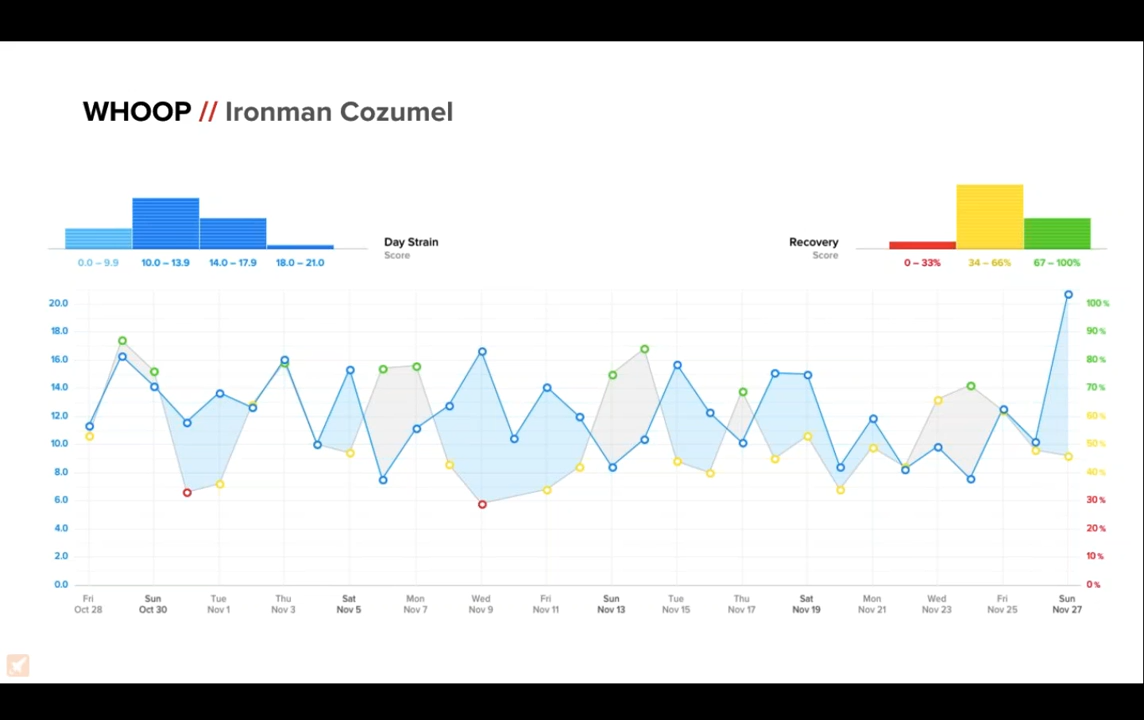 WHOOP // Ironman Cozumel
Day Strain
Score
0.0 – 9.9 10.0 – 13.9 14.0 – 17.9 18.0 – 21.0
Recovery
Score
0 – 33% 34 – 66% 67 – 100%
20.0
18.0
16.0
14.0
12.0
10.0
8.0
6.0
4.0
2.0
0.0
100%
90%
80%
70%
60%
50%
40%
30%
20%
10%
0%
Fri Sun Tue Thu Sat Mon Wed Fri Sun Tue Thu Sat Mon Wed Fri Sun
Oct 28 Oct 30 Nov 1 Nov 3 Nov 5 Nov 7 Nov 9 Nov 11 Nov 13 Nov 15 Nov 17 Nov 19 Nov 21 Nov 23 Nov 25 Nov 27